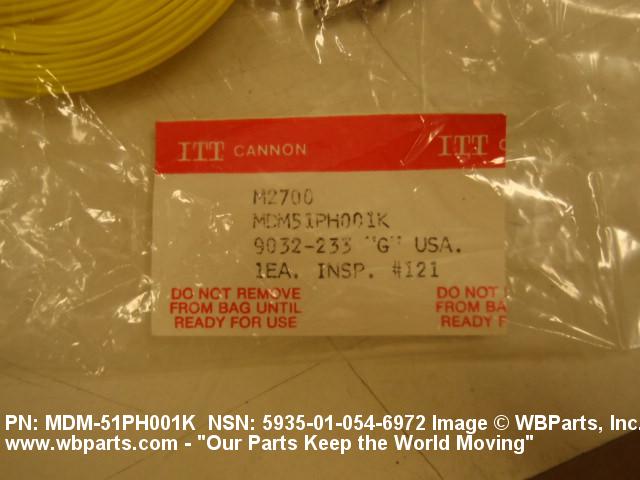 ITT CANNON ITT C
M2700
MDM51PH001K
9032-233 "G" USA.
1EA. INSP. #121
DO NOT REMOVE DO NOT
FROM BAG UNTIL FROM BA
READY FOR USE READY F
PN: MDM-51PH001K NSN: 5935-01-054-6972 Image © WBParts, Inc.
www.wbparts.com - "Our Parts Keep the World Moving"